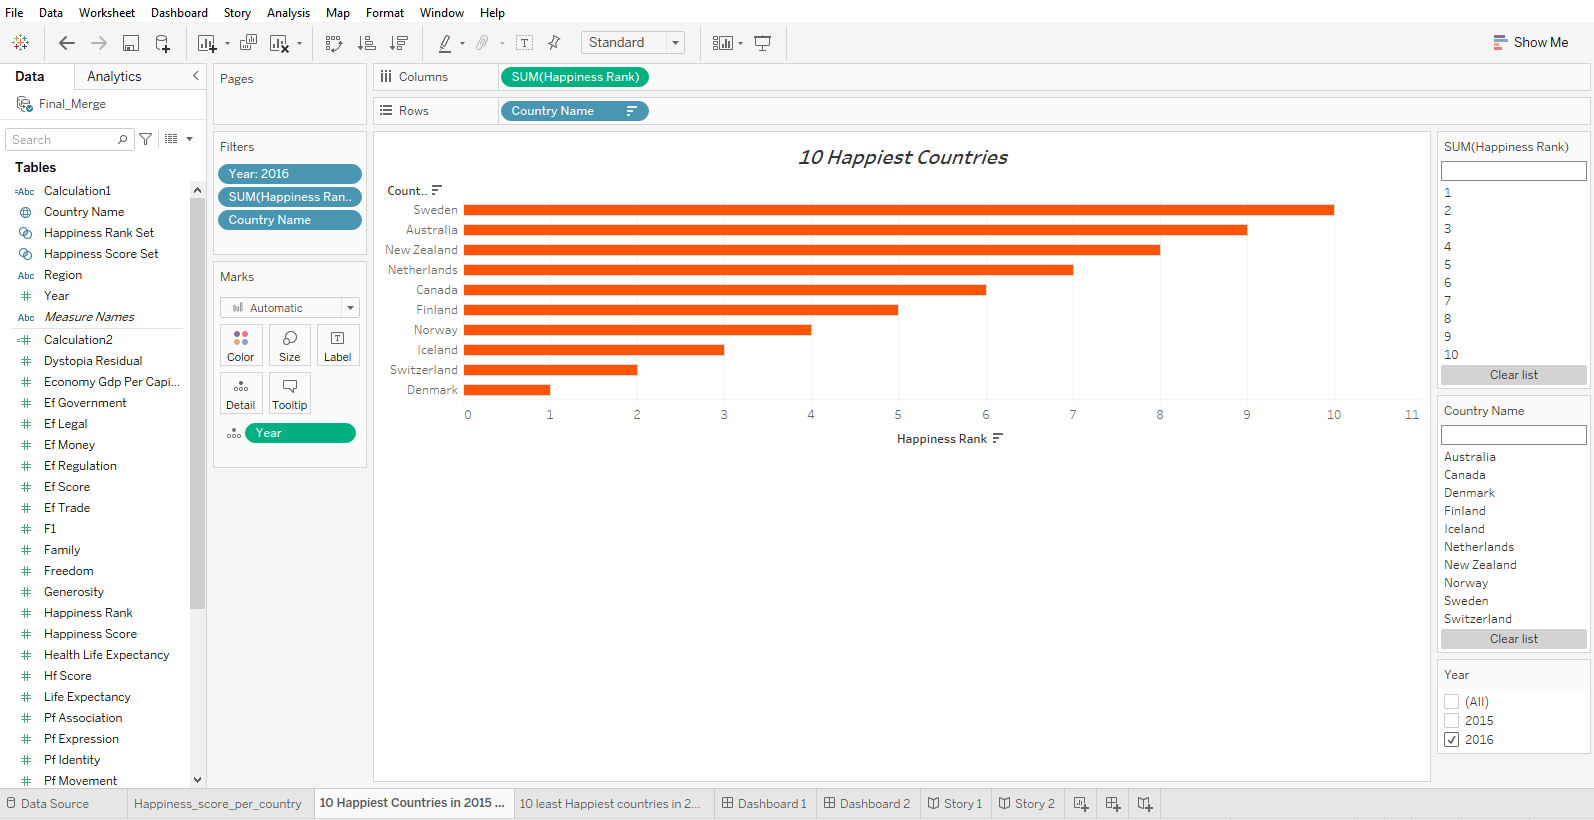 File Data Worksheet Dashboard Story Analysis Map Format Window Help
Standard
Show Me
Data Analytics
Final_Merge
Search
Tables
Abc Calculation1
Country Name
Happiness Rank Set
Happiness Score Set
Abc Region
Year
Abc Measure Names
Calculation2
Dystopia Residual
Economy Gdp Per Capi...
Ef Government
Ef Legal
Ef Money
Ef Regulation
Ef Score
Ef Trade
F1
Family
Freedom
Generosity
Happiness Rank
Happiness Score
Health Life Expectancy
Hf Score
Life Expectancy
Pf Association
Pf Expression
Pf Identity
Pf Movement
Pages
Filters
Year: 2016
SUM(Happiness Ran..
Country Name
Marks
Automatic
Color Size Label
Detail Tooltip
Year
Columns SUM(Happiness Rank)
Rows Country Name
10 Happiest Countries
Count..
Sweden
Australia
New Zealand
Netherlands
Canada
Finland
Norway
Iceland
Switzerland
Denmark
0 1 2 3 4 5 6 7 8 9 10 11
Happiness Rank
SUM(Happiness Rank)
1
2
3
4
5
6
7
8
9
10
Clear list
Country Name
Australia
Canada
Denmark
Finland
Iceland
Netherlands
New Zealand
Norway
Sweden
Switzerland
Clear list
Year
(All)
2015
2016
Data Source Happiness_score_per_country 10 Happiest Countries in 2015 ... 10 least Happiest countries in 2... Dashboard 1 Dashboard 2 Story 1 Story 2